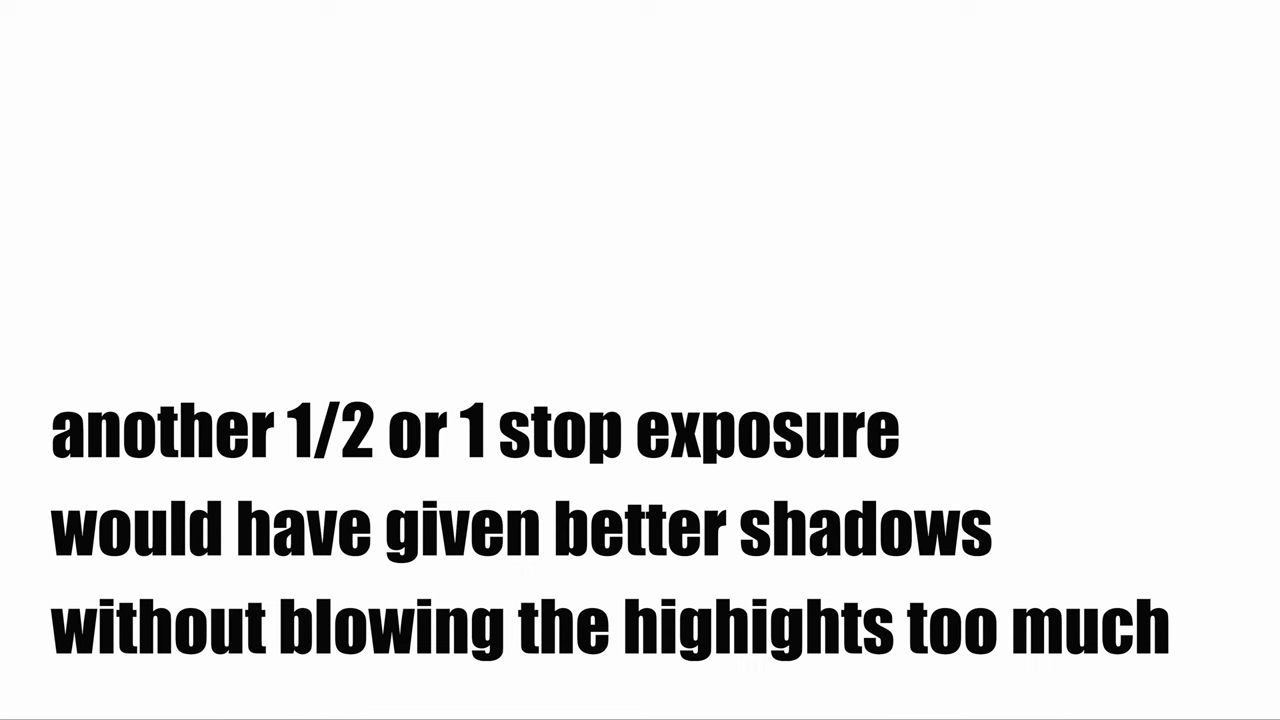 another 1/2 or 1 stop exposure
would have given better shadows
without blowing the highights too much